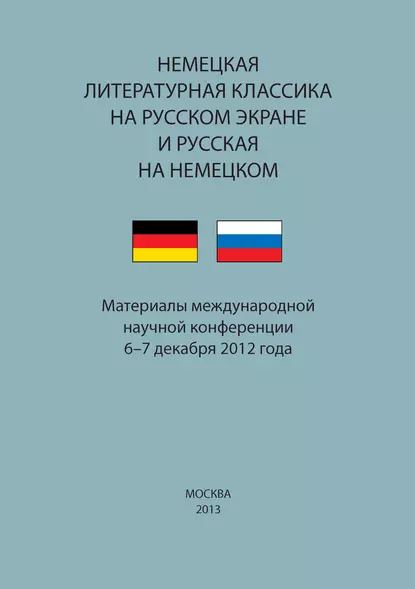 НЕМЕЦКАЯ
ЛИТЕРАТУРНАЯ КЛАССИКА
НА РУССКОМ ЭКРАНЕ
И РУССКАЯ
НА НЕМЕЦКОМ
Материалы международной
научной конференции
6–7 декабря 2012 года
МОСКВА
2013